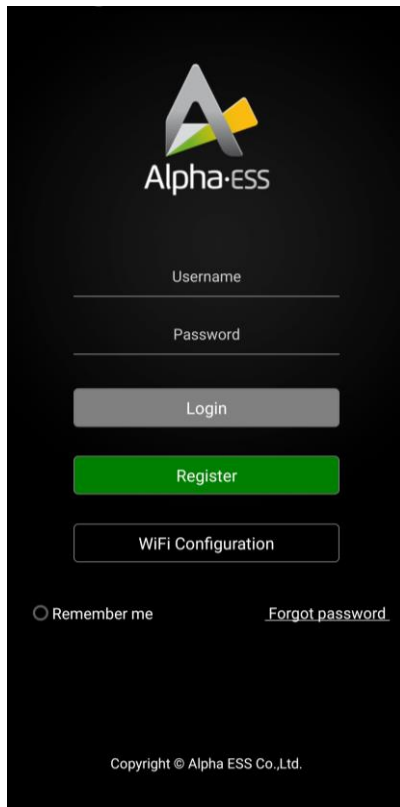 Alpha·ESS
Username
Password
Login
Register
WiFi Configuration
Remember me Forgot password
Copyright © Alpha ESS Co.,Ltd.